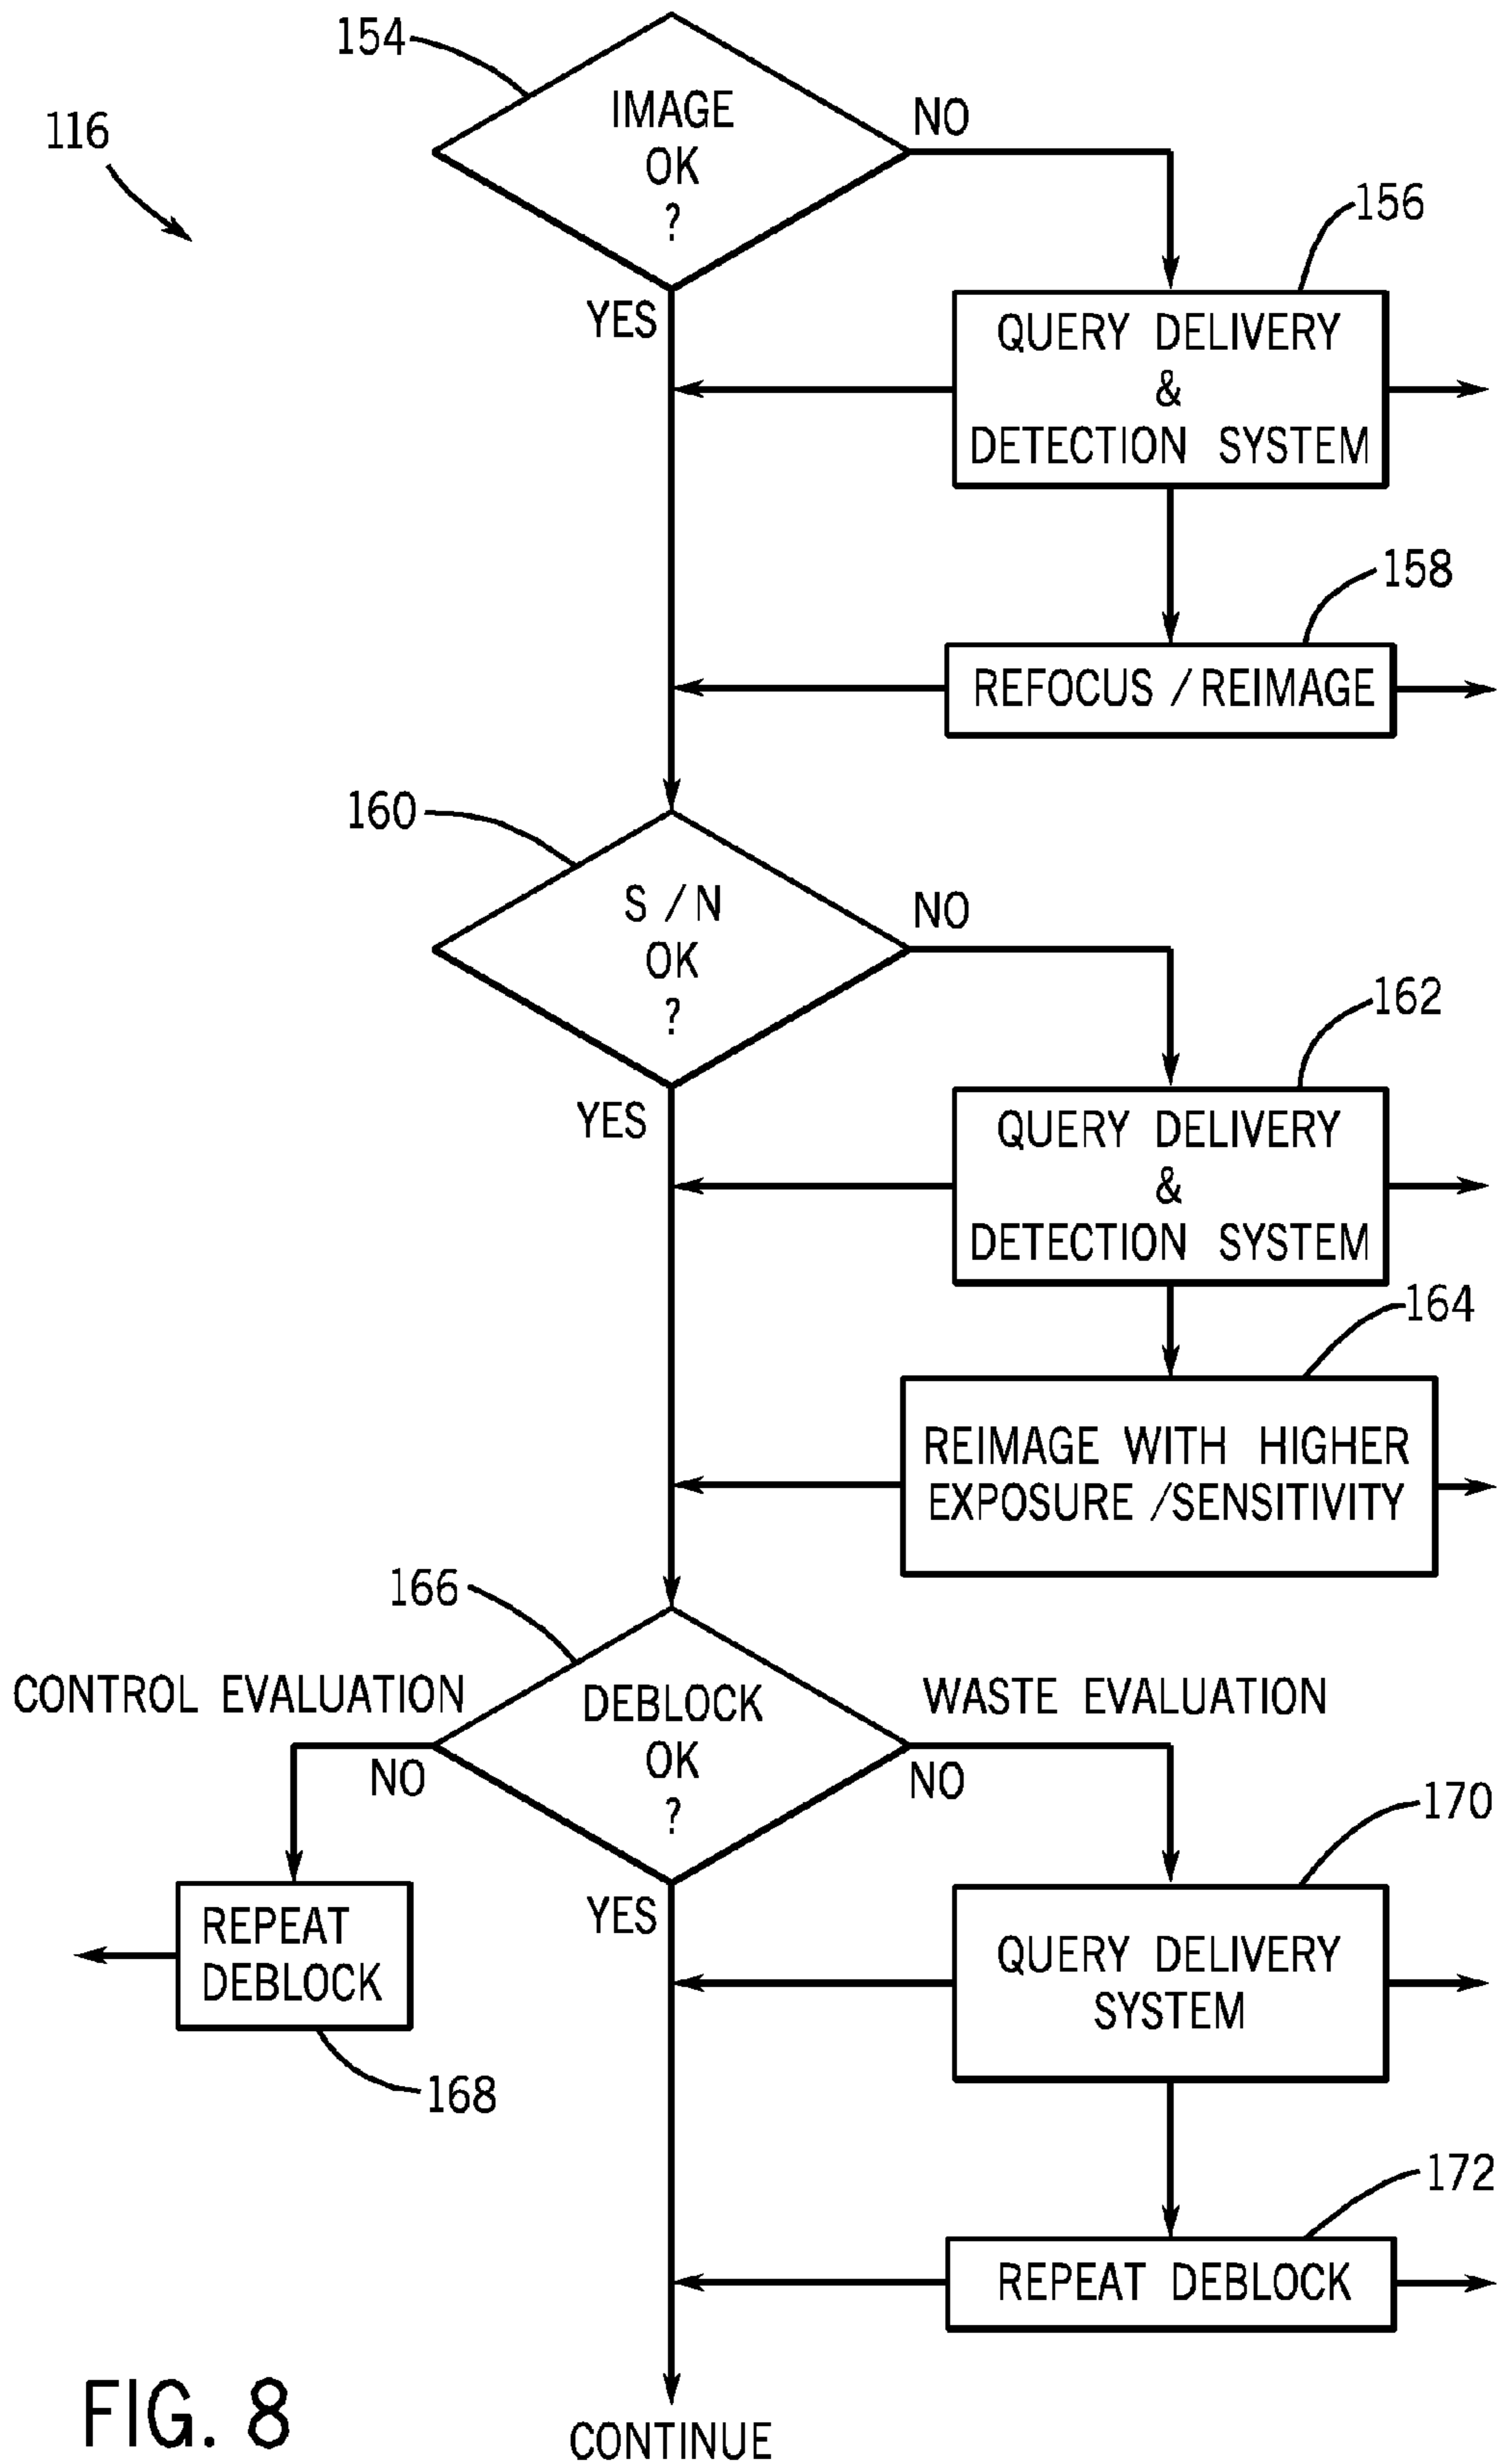 154
IMAGE
OK
?
NO
116
156
YES
QUERY DELIVERY
&
DETECTION SYSTEM
158
REFOCUS / REIMAGE
160
S / N
OK
?
NO
162
YES
QUERY DELIVERY
&
DETECTION SYSTEM
164
REIMAGE WITH HIGHER
EXPOSURE / SENSITIVITY
166
CONTROL EVALUATION
DEBLOCK
OK
?
WASTE EVALUATION
NO
NO
170
YES
REPEAT
DEBLOCK
QUERY DELIVERY
SYSTEM
168
172
REPEAT DEBLOCK
FIG. 8
CONTINUE